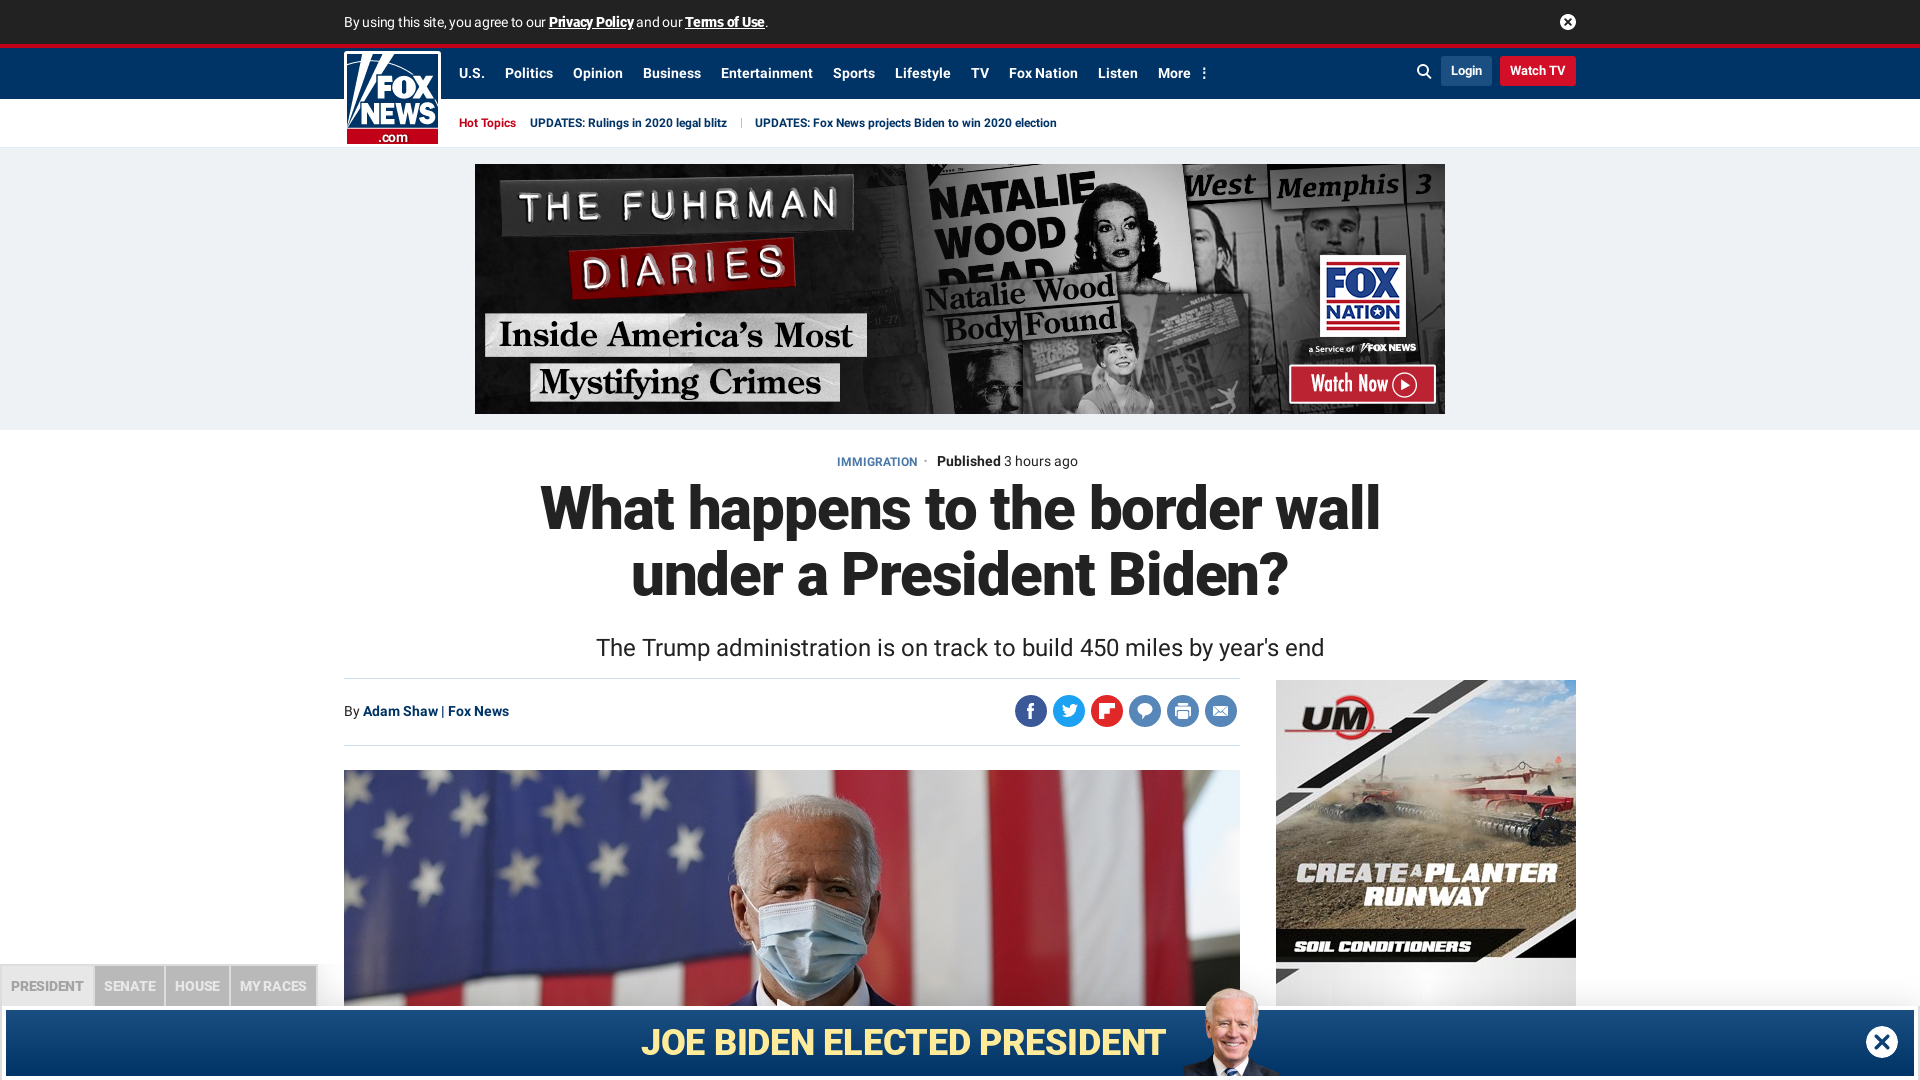 By using this site, you agree to our Privacy Policy and our Terms of Use.
FOX
NEWS
.com
U.S. Politics Opinion Business Entertainment Sports Lifestyle TV Fox Nation Listen More
Login
Watch TV
Hot Topics UPDATES: Rulings in 2020 legal blitz UPDATES: Fox News projects Biden to win 2020 election
THE FUHRMAN
DIARIES
Inside America's Most
Mystifying Crimes
NATALIE
WOOD
DEAD
Natalie Wood
Body Found
West Memphis 3
FOX
NATION
a Service of FOX NEWS
Watch Now
IMMIGRATION · Published 3 hours ago
What happens to the border wall
under a President Biden?
The Trump administration is on track to build 450 miles by year's end
By Adam Shaw | Fox News
UM
CREATE A PLANTER
RUNWAY
SOIL CONDITIONERS
PRESIDENT SENATE HOUSE MY RACES
JOE BIDEN ELECTED PRESIDENT